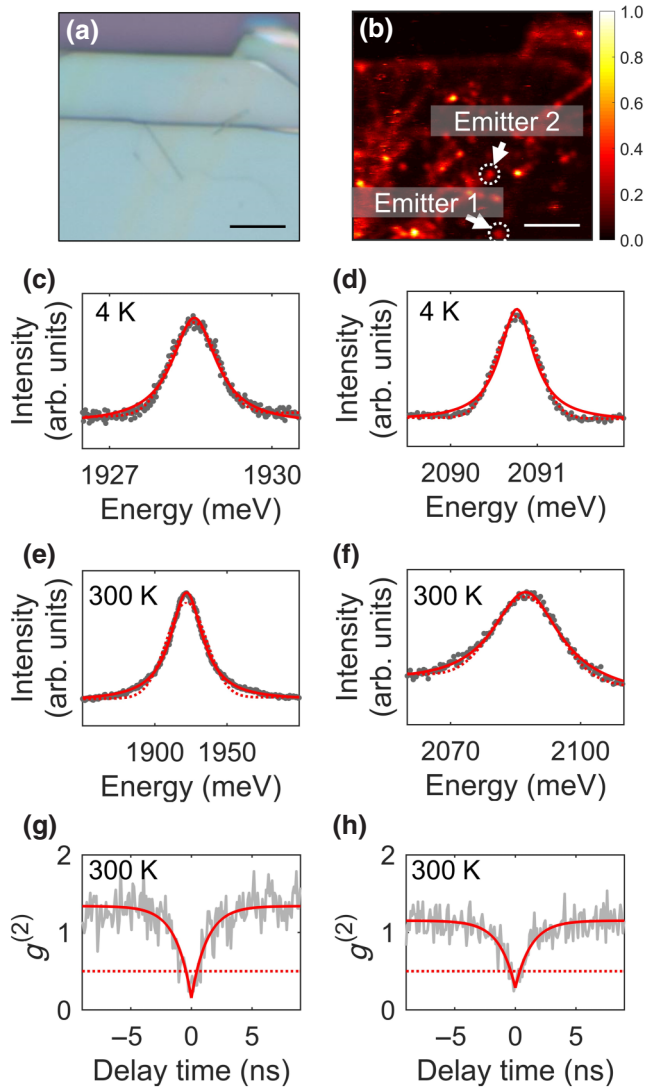 (a)
(b)
Emitter 2
Emitter 1
1.0
0.8
0.6
0.4
0.2
0.0
(c)
4 K
Intensity
(arb. units)
1927
1930
Energy (meV)
(d)
4 K
Intensity
(arb. units)
2090
2091
Energy (meV)
(e)
300 K
Intensity
(arb. units)
1900
1950
Energy (meV)
(f)
300 K
Intensity
(arb. units)
2070
2100
Energy (meV)
(g)
300 K
g(2)
2
1
0
−5
0
5
Delay time (ns)
(h)
300 K
g(2)
2
1
0
−5
0
5
Delay time (ns)